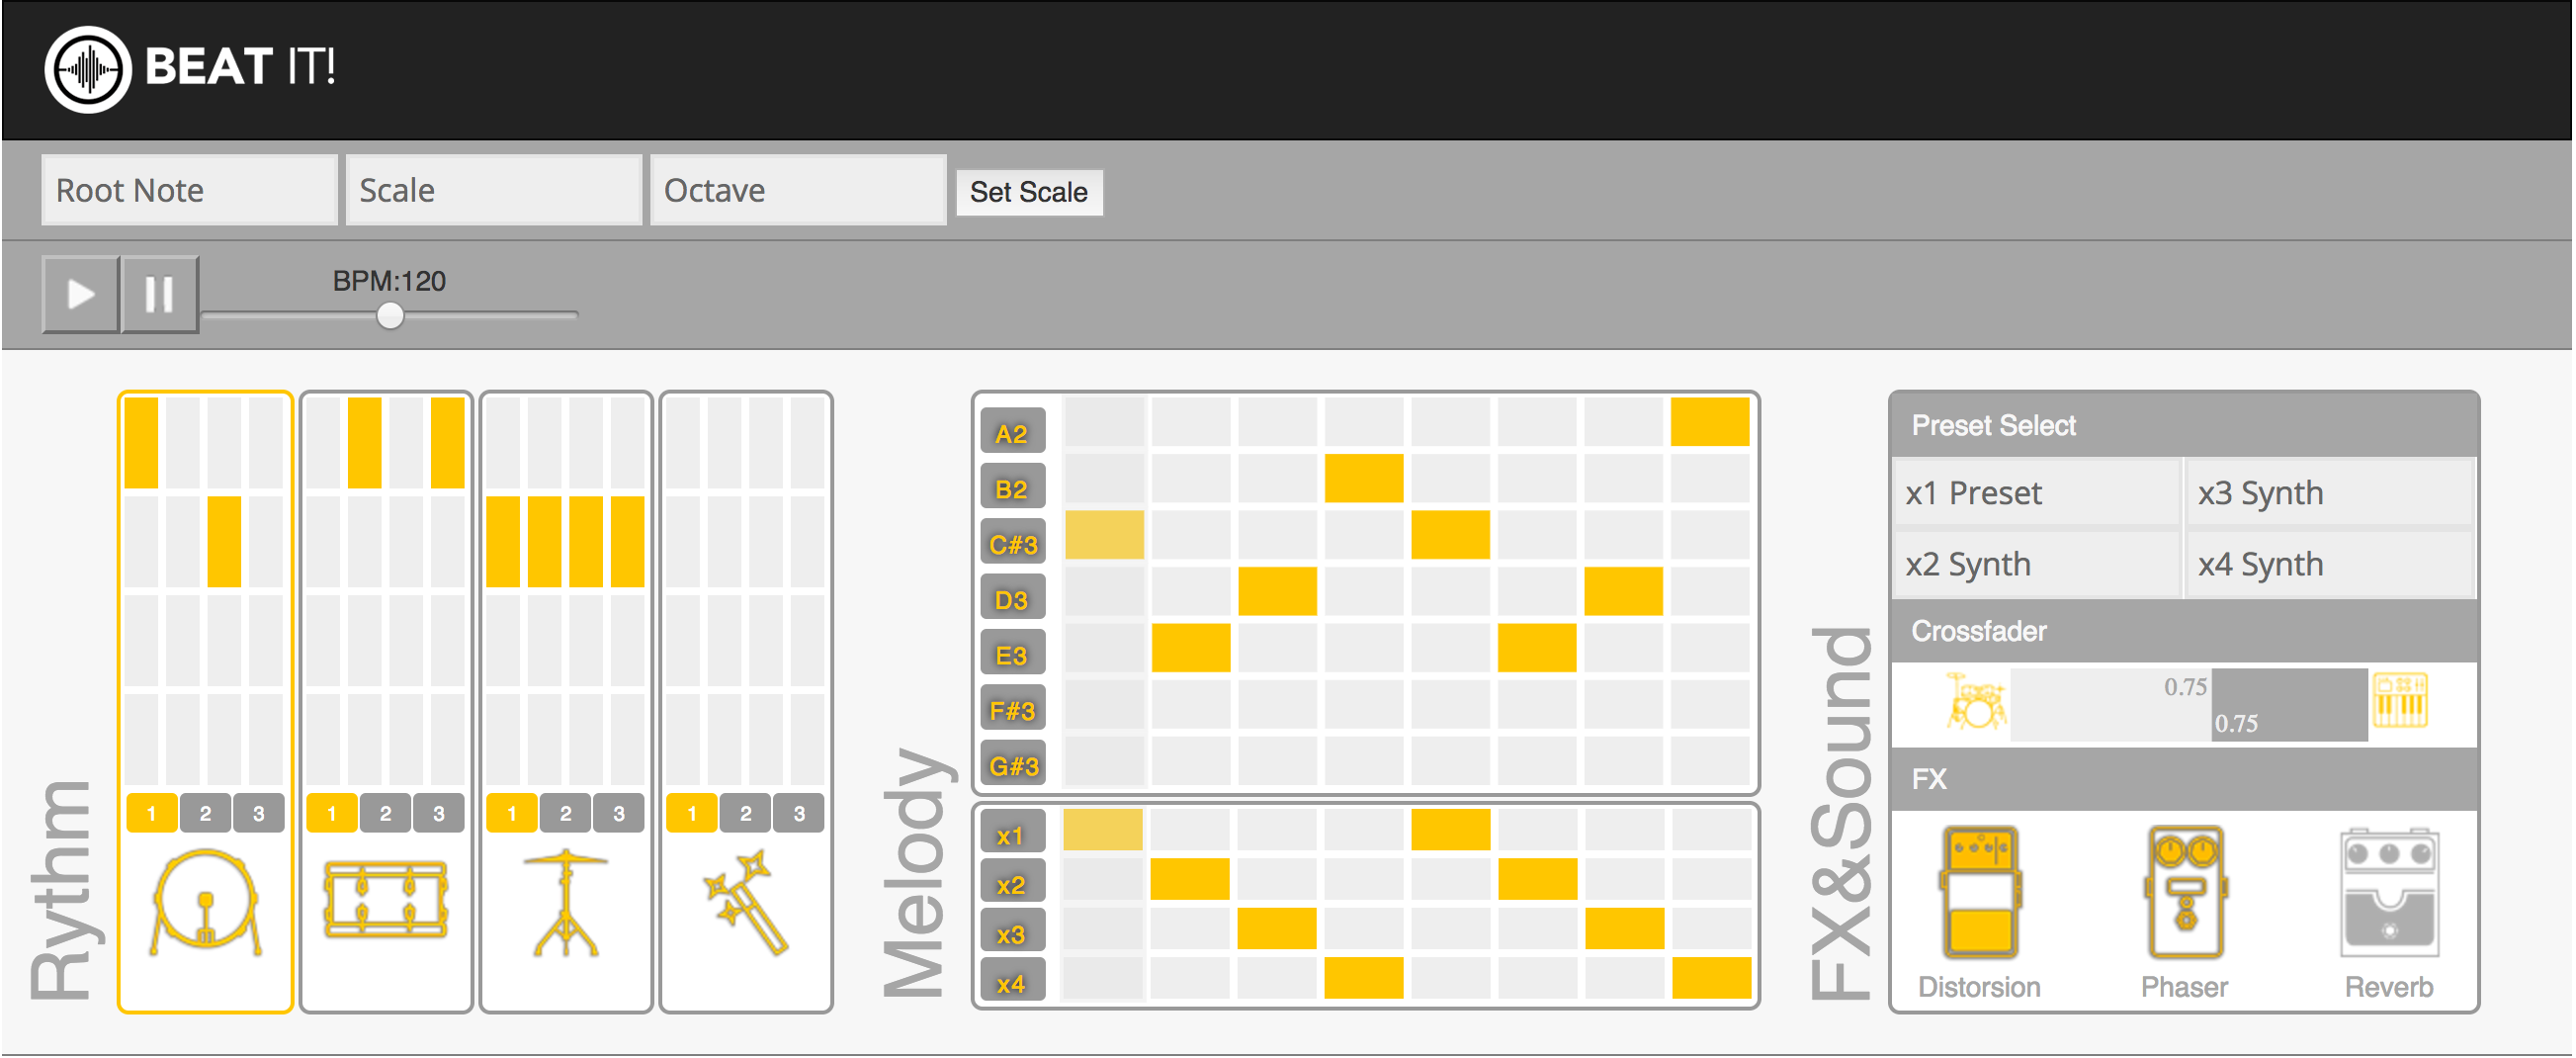 BEAT IT!
Root Note Scale Octave Set Scale
BPM:120
Rythm
1 2 3 1 2 3 1 2 3 1 2 3
Melody
A2
B2
C#3
D3
E3
F#3
G#3
x1
x2
x3
x4
FX&Sound
Preset Select
x1 Preset x3 Synth
x2 Synth x4 Synth
Crossfader
0.75
0.75
FX
Distorsion Phaser Reverb